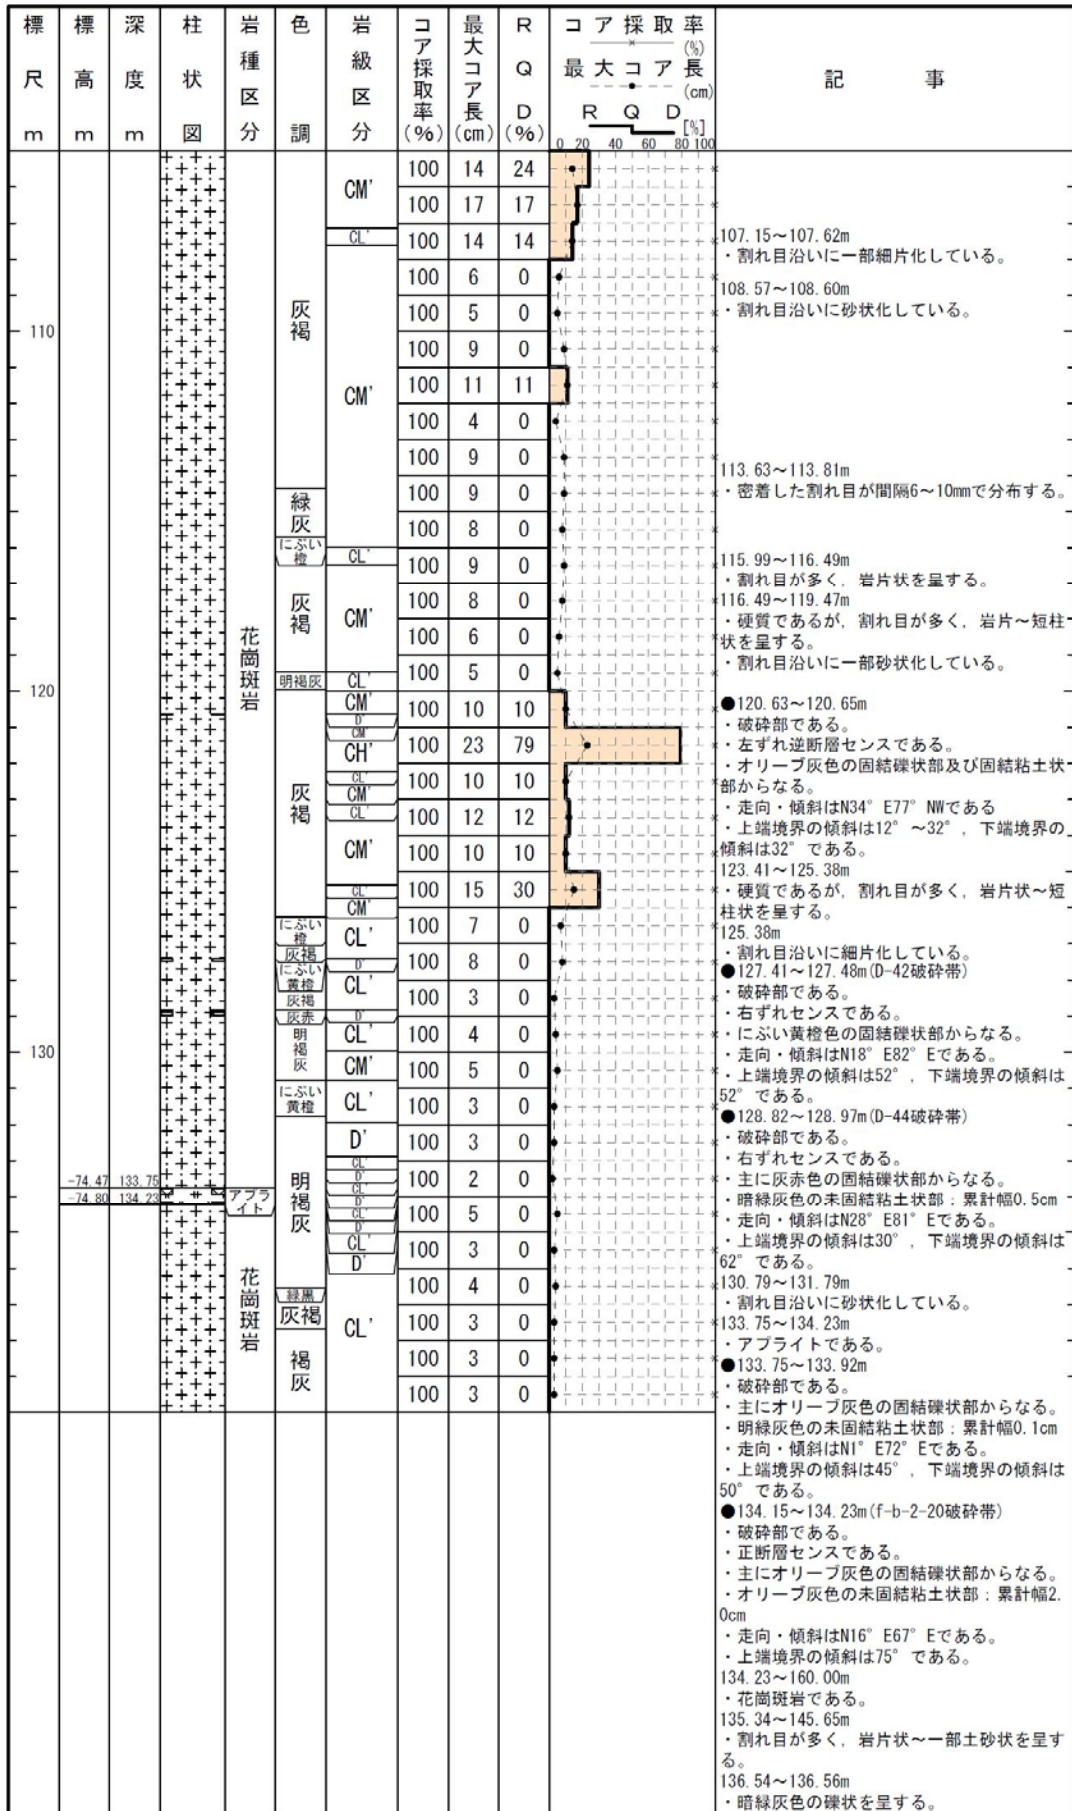 標尺m
標高m
深度m
柱状図
岩種区分
色調
岩級区分
コア採取率(%)
最大コア長(cm)
RQD(%)
コア採取率
(%)
最大コア長
(cm)
R Q D
[%]
0 20 40 60 80 100
記 事
110
120
130
-74.47 133.75
-74.80 134.23
花崗斑岩
アプライト
花崗斑岩
灰褐
緑灰
にぶい橙
灰褐
明褐灰
灰褐
にぶい橙
灰褐
にぶい黄橙
灰褐
灰赤
明褐灰
にぶい黄橙
明褐灰
緑黒
灰褐
褐灰
CM'
CL'
CM'
CL'
CM'
CL'
CM'
D'
CM'
CH'
CL'
CM'
CL'
CM'
CL'
CM'
CL'
D'
CL'
D'
CL'
CM'
CL'
D'
CL'
D'
CL'
D'
CL'
D'
CL'
D'
CL'
100 14 24
100 17 17
100 14 14
100 6 0
100 5 0
100 9 0
100 11 11
100 4 0
100 9 0
100 9 0
100 8 0
100 9 0
100 8 0
100 6 0
100 5 0
100 10 10
100 23 79
100 10 10
100 12 12
100 10 10
100 15 30
100 7 0
100 8 0
100 3 0
100 4 0
100 5 0
100 3 0
100 3 0
100 2 0
100 5 0
100 3 0
100 4 0
100 3 0
100 3 0
100 3 0
107.15～107.62m
・割れ目沿いに一部細片化している。
108.57～108.60m
・割れ目沿いに砂状化している。
113.63～113.81m
・密着した割れ目が間隔6～10mmで分布する。
115.99～116.49m
・割れ目が多く，岩片状を呈する。
116.49～119.47m
・硬質であるが，割れ目が多く，岩片～短柱
状を呈する。
・割れ目沿いに一部砂状化している。
●120.63～120.65m
・破砕部である。
・左ずれ逆断層センスである。
・オリーブ灰色の固結礫状部及び固結粘土状
部からなる。
・走向・傾斜はN34°E77°NWである
・上端境界の傾斜は12°～32°，下端境界の
傾斜は32°である。
123.41～125.38m
・硬質であるが，割れ目が多く，岩片状～短
柱状を呈する。
125.38m
・割れ目沿いに細片化している。
●127.41～127.48m(D-42破砕帯)
・破砕部である。
・右ずれセンスである。
・にぶい黄橙色の固結礫状部からなる。
・走向・傾斜はN18°E82°Eである。
・上端境界の傾斜は52°，下端境界の傾斜は
52°である。
●128.82～128.97m(D-44破砕帯)
・破砕部である。
・右ずれセンスである。
・主に灰赤色の固結礫状部からなる。
・暗緑灰色の未固結粘土状部：累計幅0.5cm
・走向・傾斜はN28°E81°Eである。
・上端境界の傾斜は30°，下端境界の傾斜は
62°である。
130.79～131.79m
・割れ目沿いに砂状化している。
133.75～134.23m
・アプライトである。
●133.75～133.92m
・破砕部である。
・主にオリーブ灰色の固結礫状部からなる。
・明緑灰色の未固結粘土状部：累計幅0.1cm
・走向・傾斜はN1°E72°Eである。
・上端境界の傾斜は45°，下端境界の傾斜は
50°である。
●134.15～134.23m(f-b-2-20破砕帯)
・破砕部である。
・正断層センスである。
・主にオリーブ灰色の固結礫状部からなる。
・オリーブ灰色の未固結粘土状部：累計幅2.
0cm
・走向・傾斜はN16°E67°Eである。
・上端境界の傾斜は75°である。
134.23～160.00m
・花崗斑岩である。
135.34～145.65m
・割れ目が多く，岩片状～一部土砂状を呈す
る。
136.54～136.56m
・暗緑灰色の礫状を呈する。